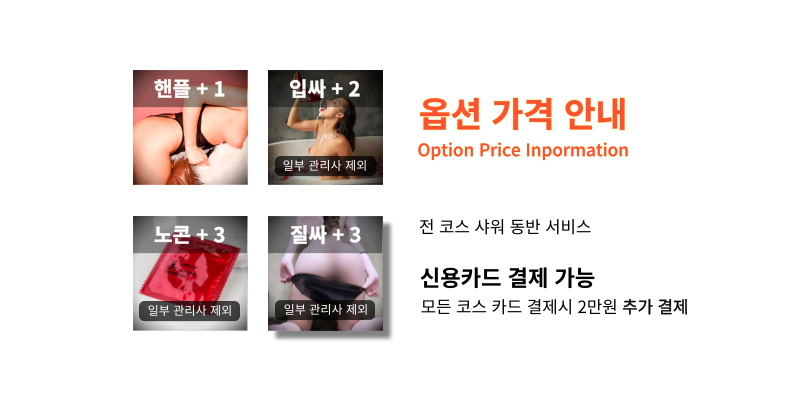 핸플 + 1
입싸 + 2
일부 관리사 제외
노콘 + 3
일부 관리사 제외
질싸 + 3
일부 관리사 제외
옵션 가격 안내
Option Price Inpormation
전 코스 샤워 동반 서비스
신용카드 결제 가능
모든 코스 카드 결제시 2만원 추가 결제